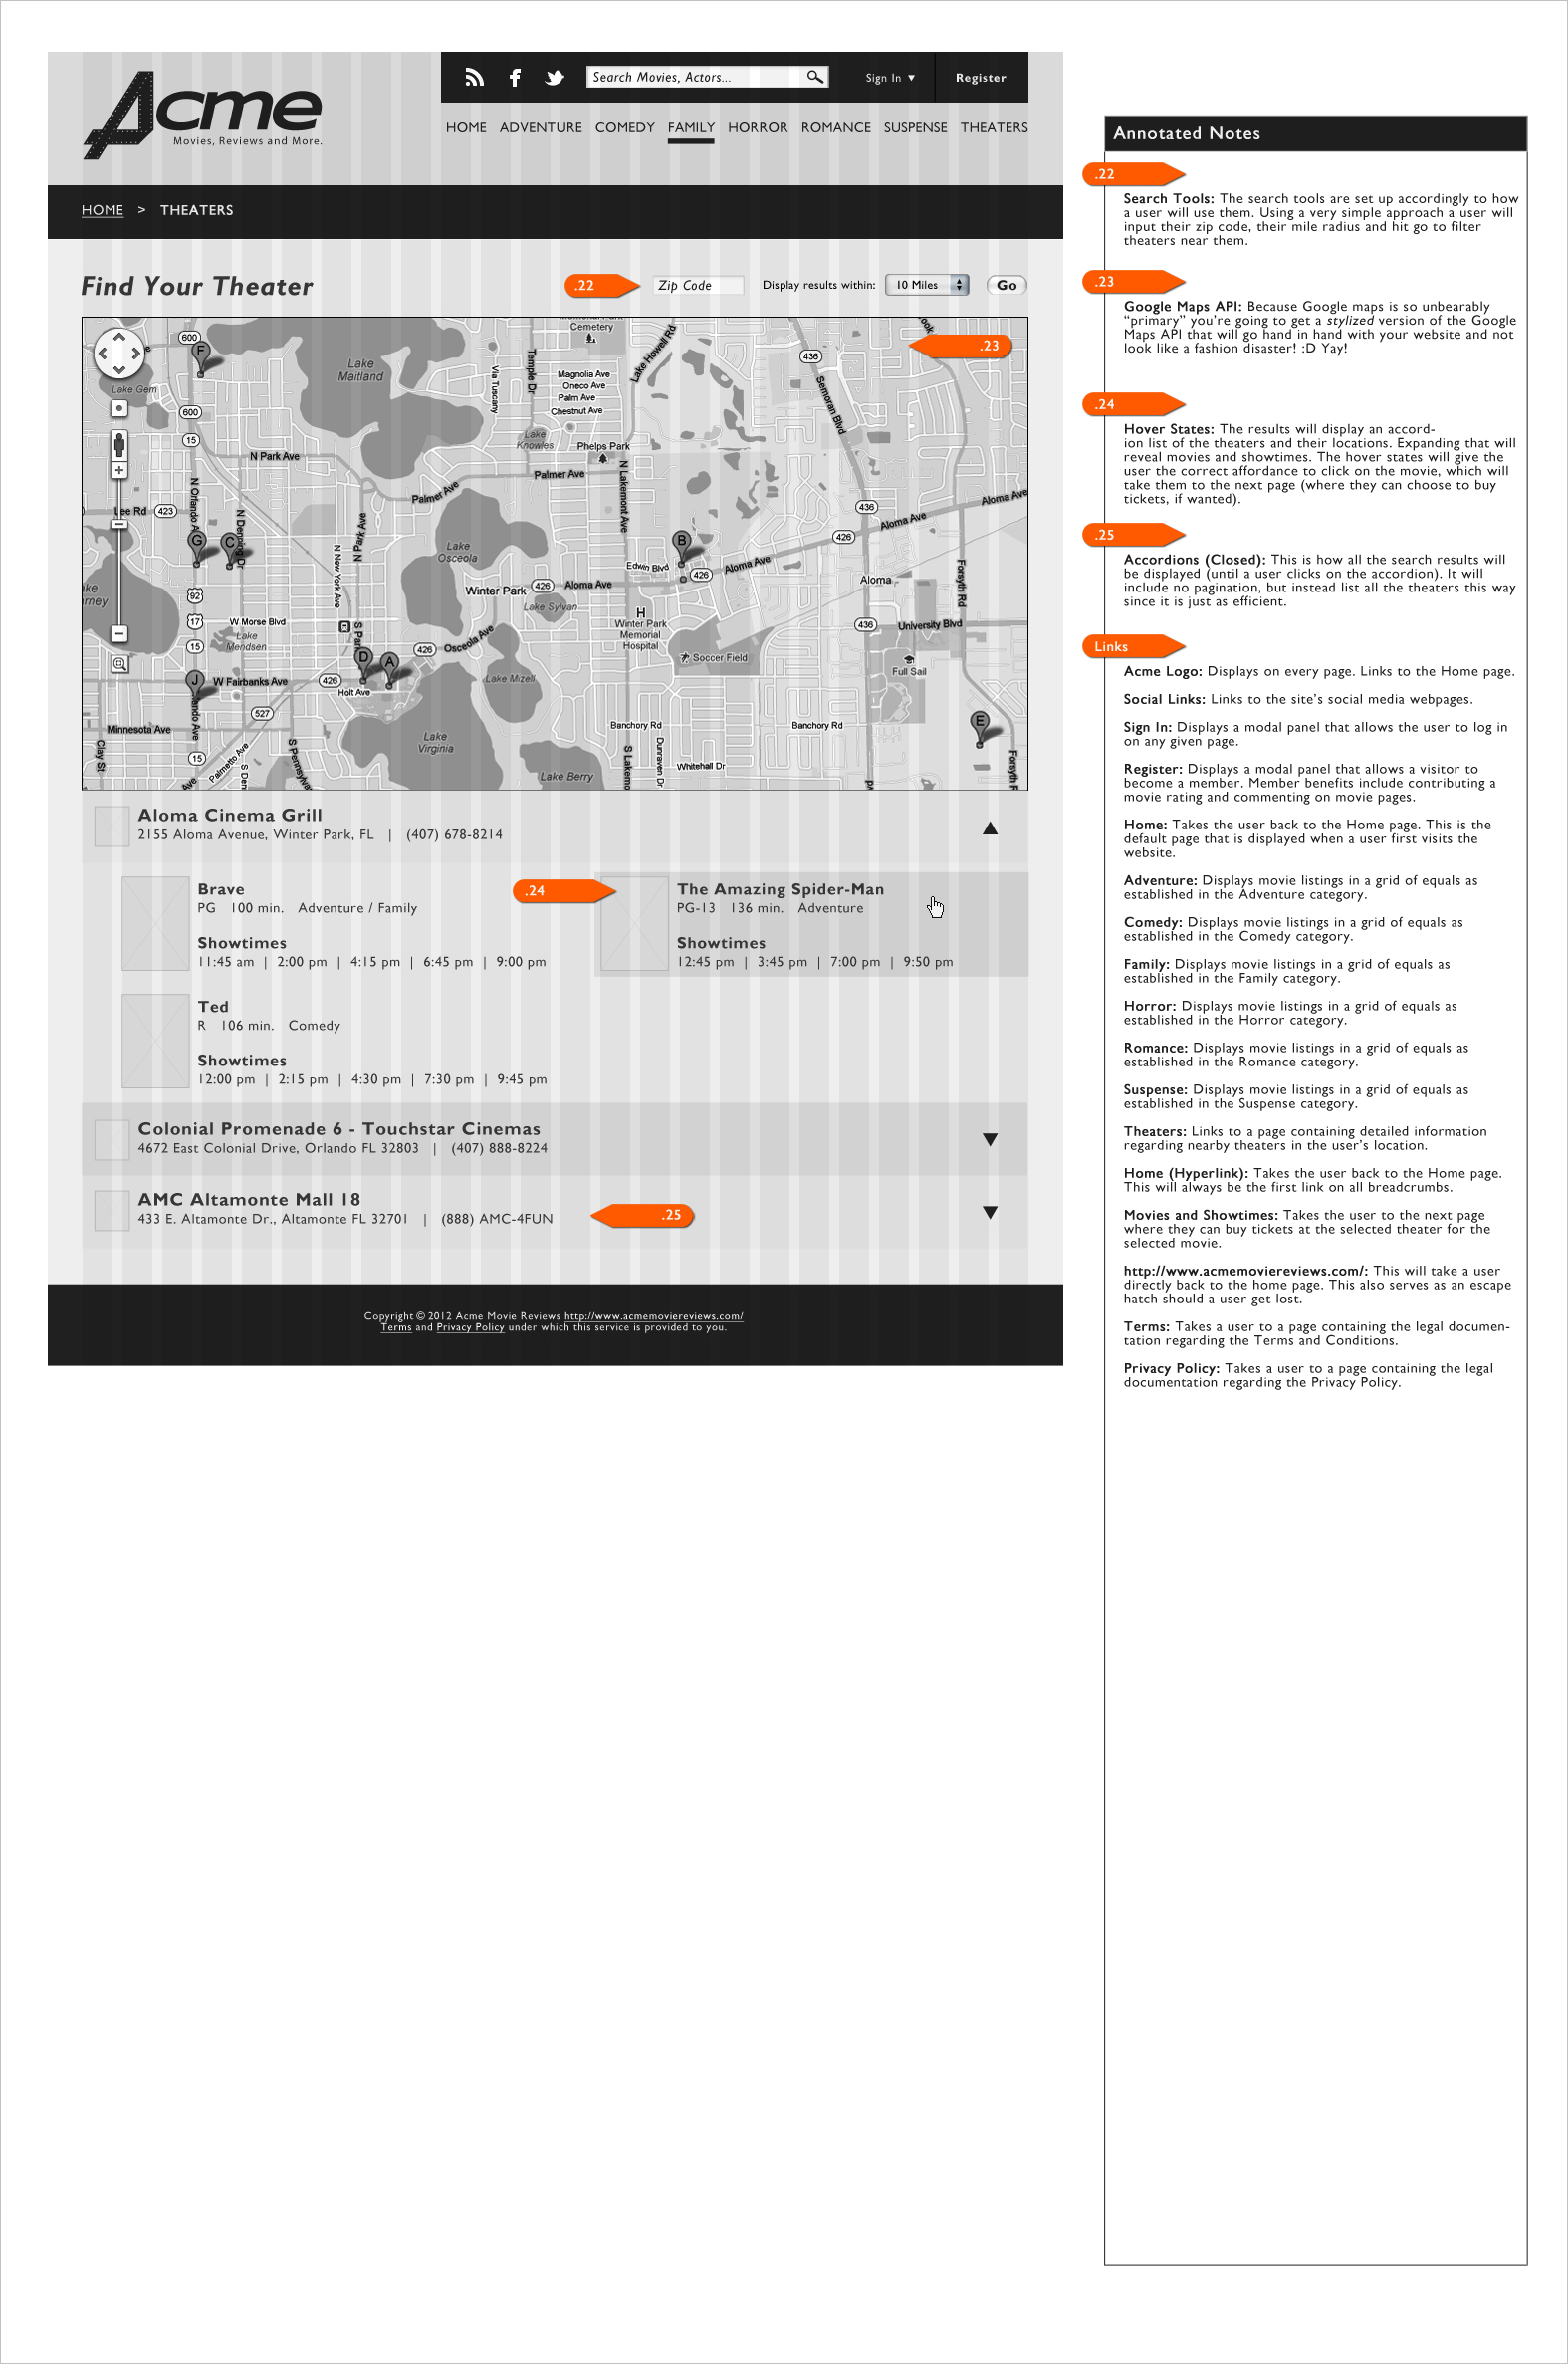 Acme
Movies, Reviews and More.
Search Movies, Actors...
Sign In ▼
Register
HOME ADVENTURE COMEDY FAMILY HORROR ROMANCE SUSPENSE THEATERS
HOME > THEATERS
Find Your Theater
.22
Zip Code
Display results within:
10 Miles
Go
.23
Cemetery
Lake Howell Rd
600
F
Lake Maitland
Lake Gem
Temple Dr
Via Tuscany
Magnolia Ave
Oneco Ave
Palm Ave
Chestnut Ave
436
Semoran Blvd
600
15
Lake Knowles
Phelps Park
N Park Ave
Palmer Ave
Palmer Ave
N Lakemont Ave
Aloma Ave
Lee Rd
423
436
Aloma Ave
426
G
C
N Denning Dr
N New York Ave
N Park Ave
Lake Osceola
B
Edwin Blvd
426
Aloma Ave
Winter Park
426
Aloma Ave
Aloma
Forsyth Rd
92
Lake Sylvan
H
Winter Park Memorial Hospital
17
W Morse Blvd
Lake Mendsen
15
436
University Blvd
426
Osceola Ave
Soccer Field
Full Sail
D
A
J
W Fairbanks Ave
426
Holt Ave
Lake Mizell
527
Minnesota Ave
Clay St
15
Palmetto Ave
Lake Virginia
Banchory Rd
Banchory Rd
E
Dunraven Dr
Whitehall Dr
Lake Berry
Aloma Cinema Grill
2155 Aloma Avenue, Winter Park, FL | (407) 678-8214
Brave
PG 100 min. Adventure / Family
Showtimes
11:45 am | 2:00 pm | 4:15 pm | 6:45 pm | 9:00 pm
.24
The Amazing Spider-Man
PG-13 136 min. Adventure
Showtimes
12:45 pm | 3:45 pm | 7:00 pm | 9:50 pm
Ted
R 106 min. Comedy
Showtimes
12:00 pm | 2:15 pm | 4:30 pm | 7:30 pm | 9:45 pm
Colonial Promenade 6 - Touchstar Cinemas
4672 East Colonial Drive, Orlando FL 32803 | (407) 888-8224
AMC Altamonte Mall 18
433 E. Altamonte Dr., Altamonte FL 32701 | (888) AMC-4FUN
.25
Copyright © 2012 Acme Movie Reviews http://www.acmemoviereviews.com/
Terms and Privacy Policy under which this service is provided to you.
Annotated Notes
.22
Search Tools: The search tools are set up accordingly to how
a user will use them. Using a very simple approach a user will
input their zip code, their mile radius and hit go to filter
theaters near them.
.23
Google Maps API: Because Google maps is so unbearably
“primary” you’re going to get a stylized version of the Google
Maps API that will go hand in hand with your website and not
look like a fashion disaster! :D Yay!
.24
Hover States: The results will display an accord-
ion list of the theaters and their locations. Expanding that will
reveal movies and showtimes. The hover states will give the
user the correct affordance to click on the movie, which will
take them to the next page (where they can choose to buy
tickets, if wanted).
.25
Accordions (Closed): This is how all the search results will
be displayed (until a user clicks on the accordion). It will
include no pagination, but instead list all the theaters this way
since it is just as efficient.
Links
Acme Logo: Displays on every page. Links to the Home page.
Social Links: Links to the site’s social media webpages.
Sign In: Displays a modal panel that allows the user to log in
on any given page.
Register: Displays a modal panel that allows a visitor to
become a member. Member benefits include contributing a
movie rating and commenting on movie pages.
Home: Takes the user back to the Home page. This is the
default page that is displayed when a user first visits the
website.
Adventure: Displays movie listings in a grid of equals as
established in the Adventure category.
Comedy: Displays movie listings in a grid of equals as
established in the Comedy category.
Family: Displays movie listings in a grid of equals as
established in the Family category.
Horror: Displays movie listings in a grid of equals as
established in the Horror category.
Romance: Displays movie listings in a grid of equals as
established in the Romance category.
Suspense: Displays movie listings in a grid of equals as
established in the Suspense category.
Theaters: Links to a page containing detailed information
regarding nearby theaters in the user’s location.
Home (Hyperlink): Takes the user back to the Home page.
This will always be the first link on all breadcrumbs.
Movies and Showtimes: Takes the user to the next page
where they can buy tickets at the selected theater for the
selected movie.
http://www.acmemoviereviews.com/: This will take a user
directly back to the home page. This also serves as an escape
hatch should a user get lost.
Terms: Takes a user to a page containing the legal documen-
tation regarding the Terms and Conditions.
Privacy Policy: Takes a user to a page containing the legal
documentation regarding the Privacy Policy.